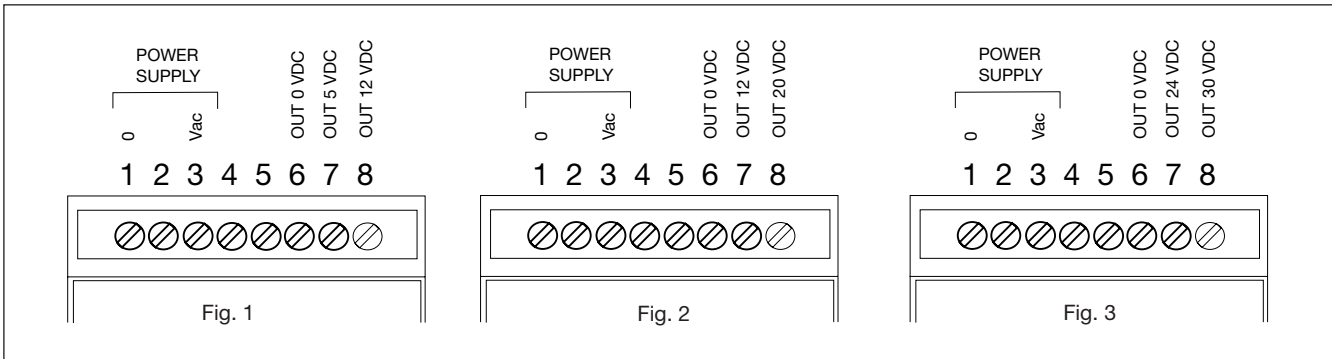 POWER
SUPPLY
0
Vac
OUT 0 VDC
OUT 5 VDC
OUT 12 VDC
1 2 3 4 5 6 7 8
Fig. 1
POWER
SUPPLY
0
Vac
OUT 0 VDC
OUT 12 VDC
OUT 20 VDC
1 2 3 4 5 6 7 8
Fig. 2
POWER
SUPPLY
0
Vac
OUT 0 VDC
OUT 24 VDC
OUT 30 VDC
1 2 3 4 5 6 7 8
Fig. 3